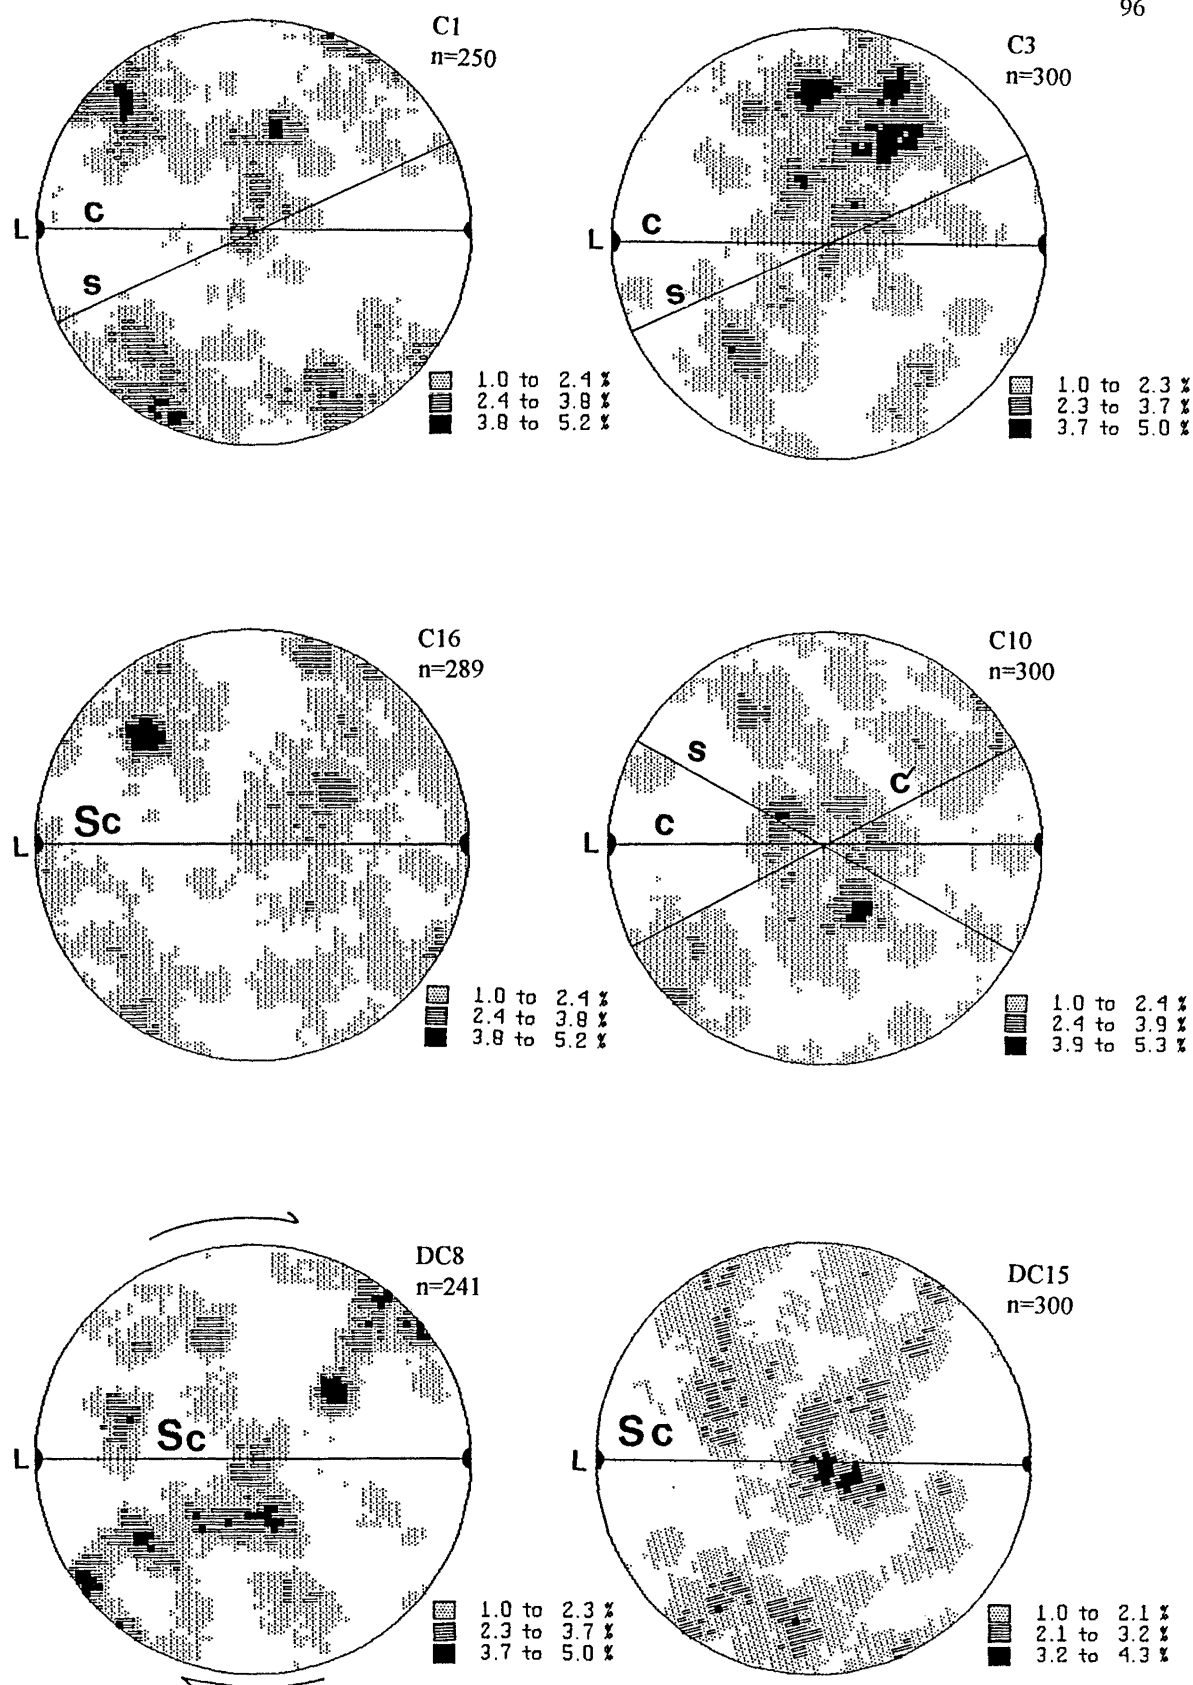 96
C1
n=250
C
L
S
1.0 to 2.4 %
2.4 to 3.8 %
3.8 to 5.2 %
C3
n=300
C
L
S
1.0 to 2.3 %
2.3 to 3.7 %
3.7 to 5.0 %
C16
n=289
Sc
L
1.0 to 2.4 %
2.4 to 3.8 %
3.8 to 5.2 %
C10
n=300
S
C′
C
L
1.0 to 2.4 %
2.4 to 3.9 %
3.9 to 5.3 %
DC8
n=241
Sc
L
1.0 to 2.3 %
2.3 to 3.7 %
3.7 to 5.0 %
DC15
n=300
Sc
L
1.0 to 2.1 %
2.1 to 3.2 %
3.2 to 4.3 %